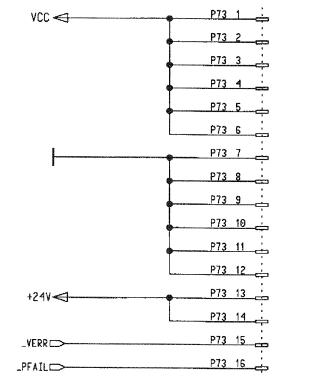 VCC P73 1
P73 2
P73 3
P73 4
P73 5
P73 6
P73 7
P73 8
P73 9
P73 10
P73 11
P73 12
+24V P73 13
P73 14
_VERR P73 15
_PFAIL P73 16